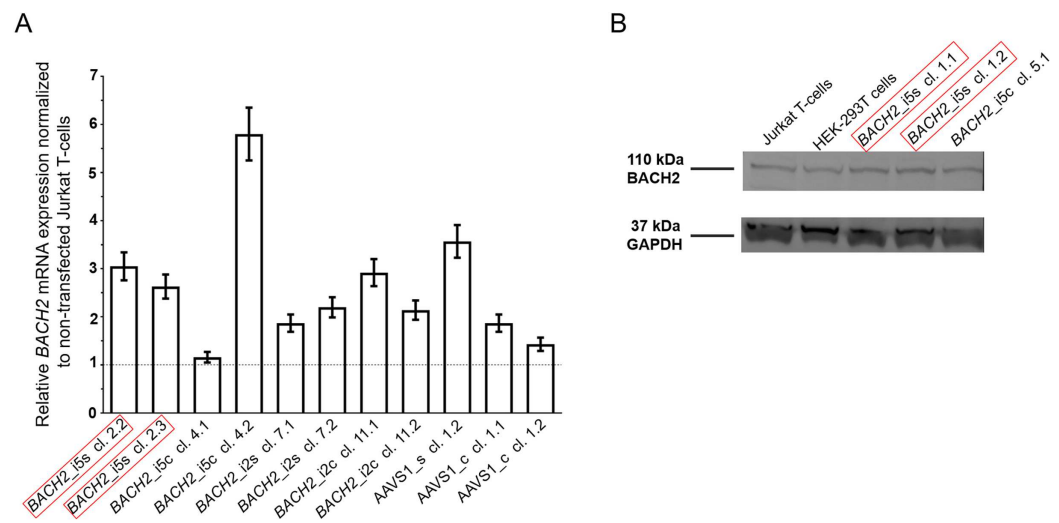 A
Relative BACH2 mRNA expression normalized
to non-transfected Jurkat T-cells
7
6
5
4
3
2
1
0
BACH2_i5s cl. 2.2
BACH2_i5s cl. 2.3
BACH2_i5c cl. 4.1
BACH2_i5c cl. 4.2
BACH2_i2s cl. 7.1
BACH2_i2s cl. 7.2
BACH2_i2c cl. 11.1
BACH2_i2c cl. 11.2
AAVS1_s cl. 1.2
AAVS1_c cl. 1.1
AAVS1_c cl. 1.2
B
Jurkat T-cells
HEK-293T cells
BACH2_i5s cl. 1.1
BACH2_i5s cl. 1.2
BACH2_i5c cl. 5.1
110 kDa
BACH2
37 kDa
GAPDH